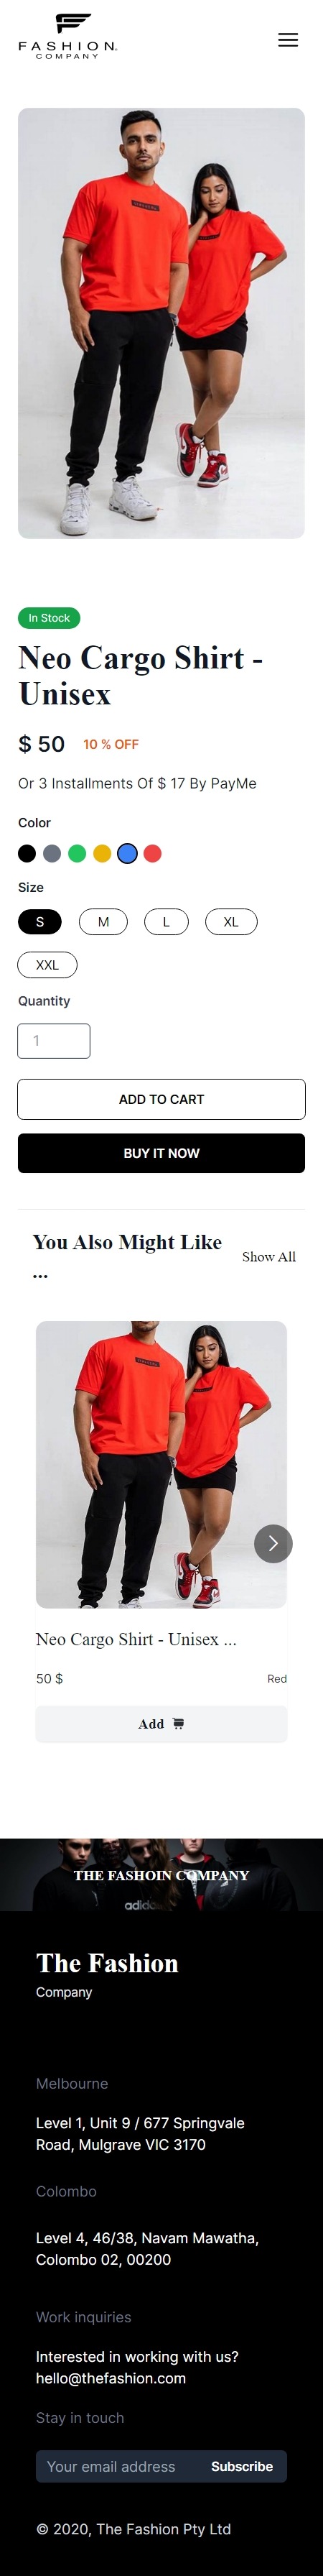 FASHION.
COMPANY
In Stock
Neo Cargo Shirt -
Unisex
$ 50 10 % OFF
Or 3 Installments Of $ 17 By PayMe
Color
Size
S M L XL
XXL
Quantity
1
ADD TO CART
BUY IT NOW
You Also Might Like
... Show All
Neo Cargo Shirt - Unisex ...
50 $ Red
Add
THE FASHOIN COMPANY
adidas
The Fashion
Company
Melbourne
Level 1, Unit 9 / 677 Springvale
Road, Mulgrave VIC 3170
Colombo
Level 4, 46/38, Navam Mawatha,
Colombo 02, 00200
Work inquiries
Interested in working with us?
hello@thefashion.com
Stay in touch
Your email address Subscribe
© 2020, The Fashion Pty Ltd